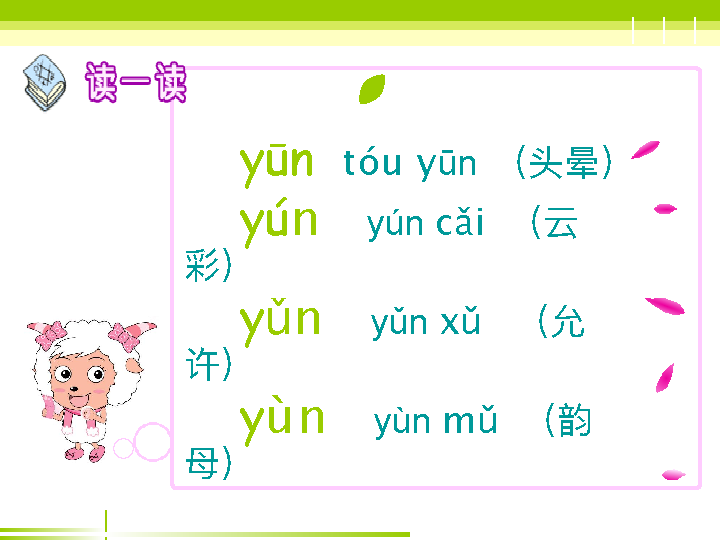 读一读
yūn tóu yūn （头晕）
yún yún cǎi （云
彩）
yǔn yǔn xǔ （允
许）
yùn yùn mǔ （韵
母）